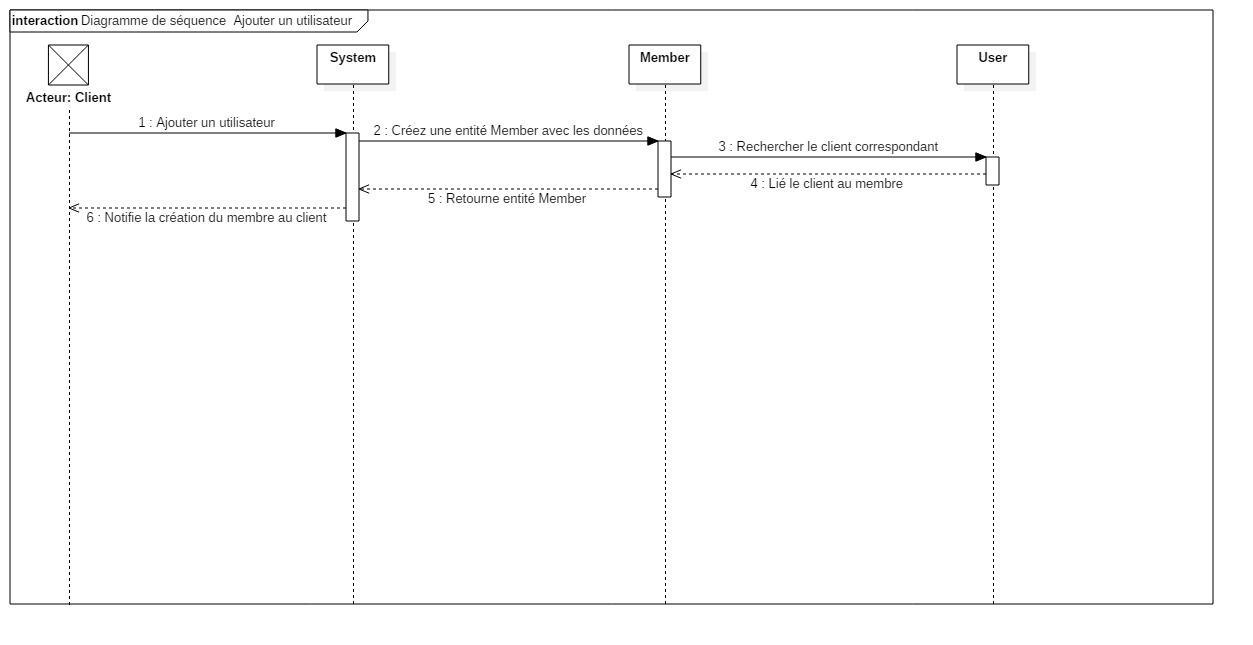 interaction Diagramme de séquence  Ajouter un utilisateur
System
Member
User
Acteur: Client
1 : Ajouter un utilisateur
2 : Créez une entité Member avec les données
3 : Rechercher le client correspondant
4 : Lié le client au membre
5 : Retourne entité Member
6 : Notifie la création du membre au client